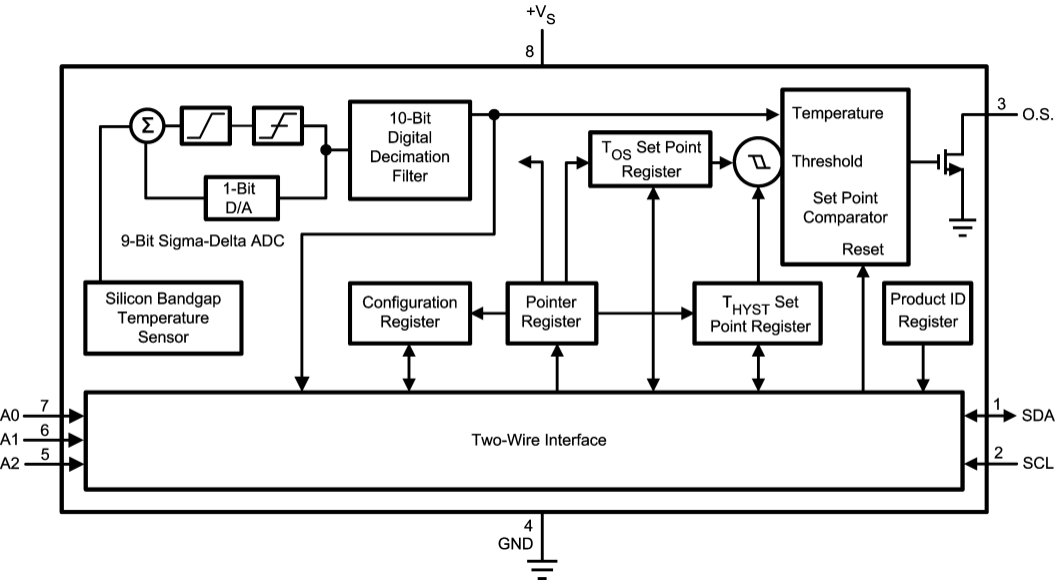 +VS
8
3
O.S.
Σ
10-Bit
Digital
Decimation
Filter
1-Bit
D/A
9-Bit Sigma-Delta ADC
TOS Set Point
Register
Temperature
Threshold
Set Point
Comparator
Reset
Silicon Bandgap
Temperature
Sensor
Configuration
Register
Pointer
Register
THYST Set
Point Register
Product ID
Register
A0
7
A1
6
A2
5
Two-Wire Interface
1
SDA
2
SCL
4
GND